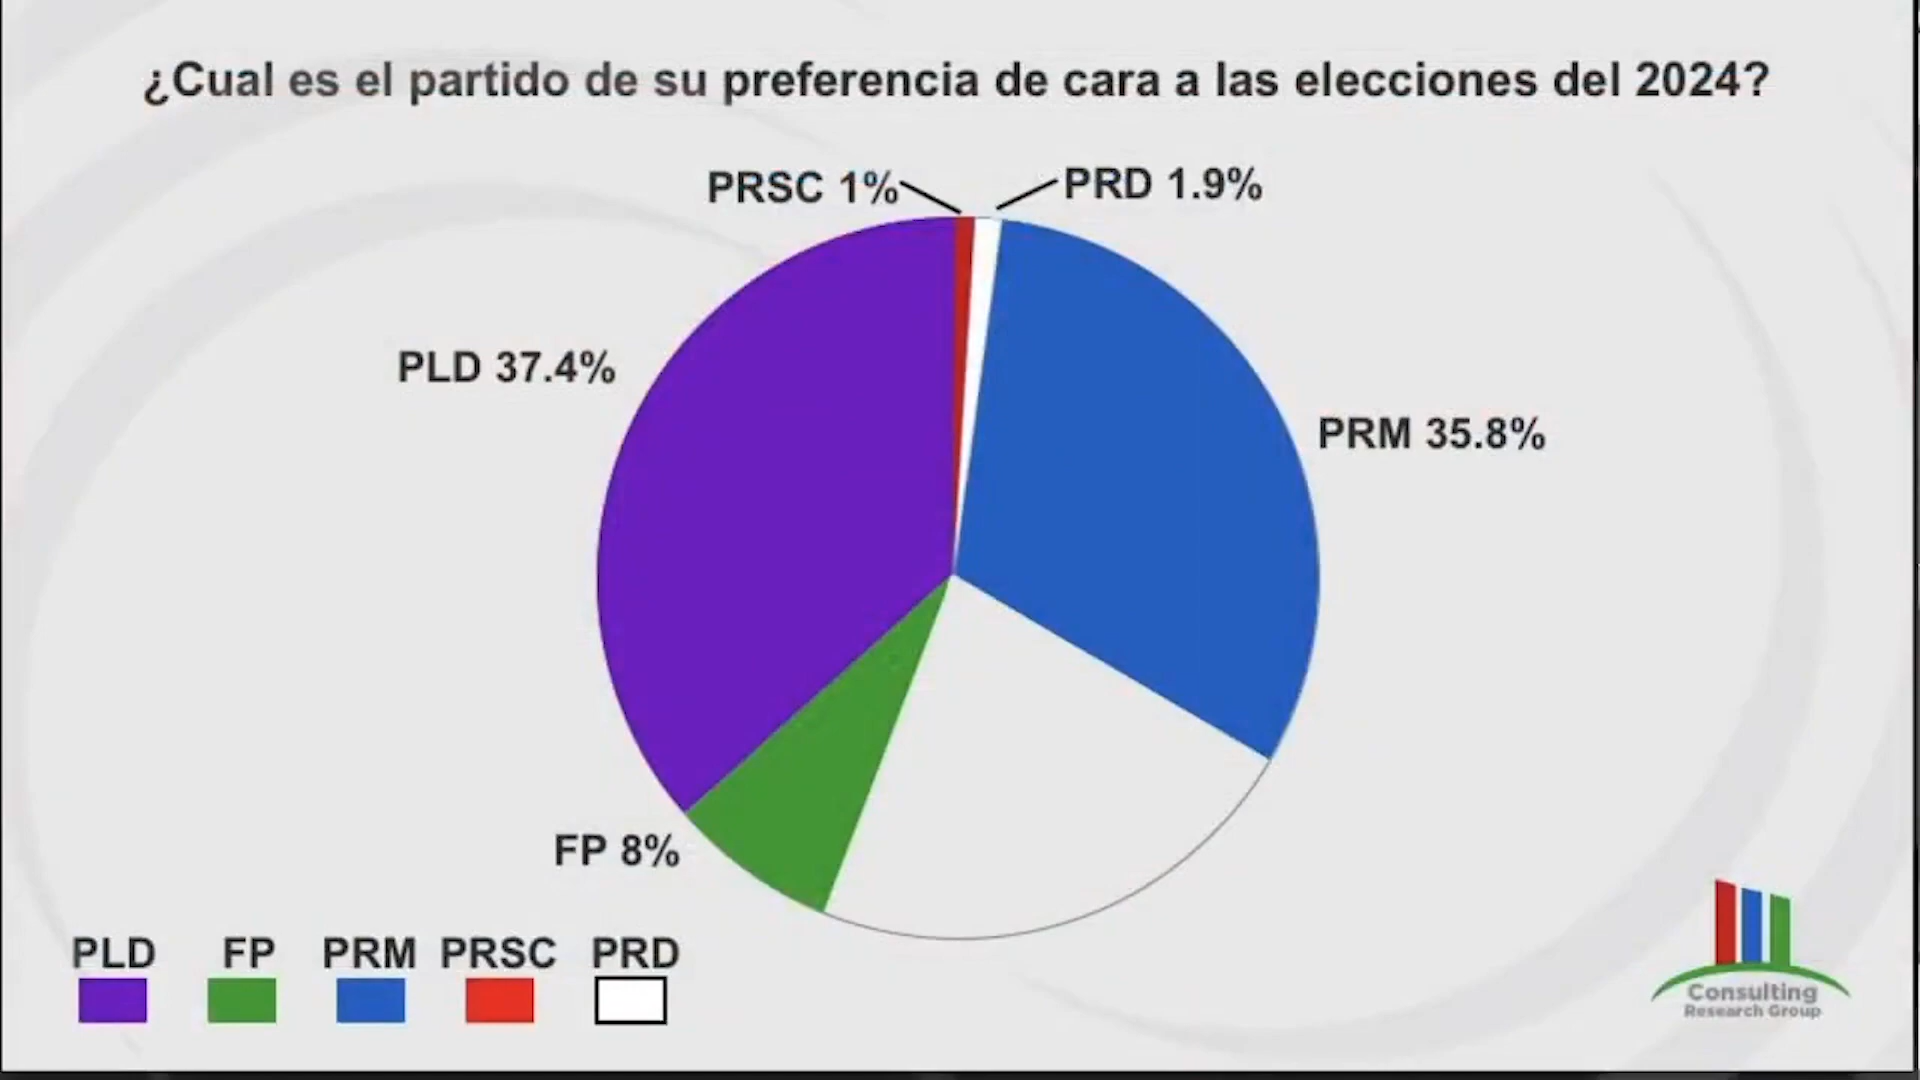 ¿Cual es el partido de su preferencia de cara a las elecciones del 2024?
PRSC 1%
PRD 1.9%
PLD 37.4%
PRM 35.8%
FP 8%
PLD FP PRM PRSC PRD
Consulting
Research Group